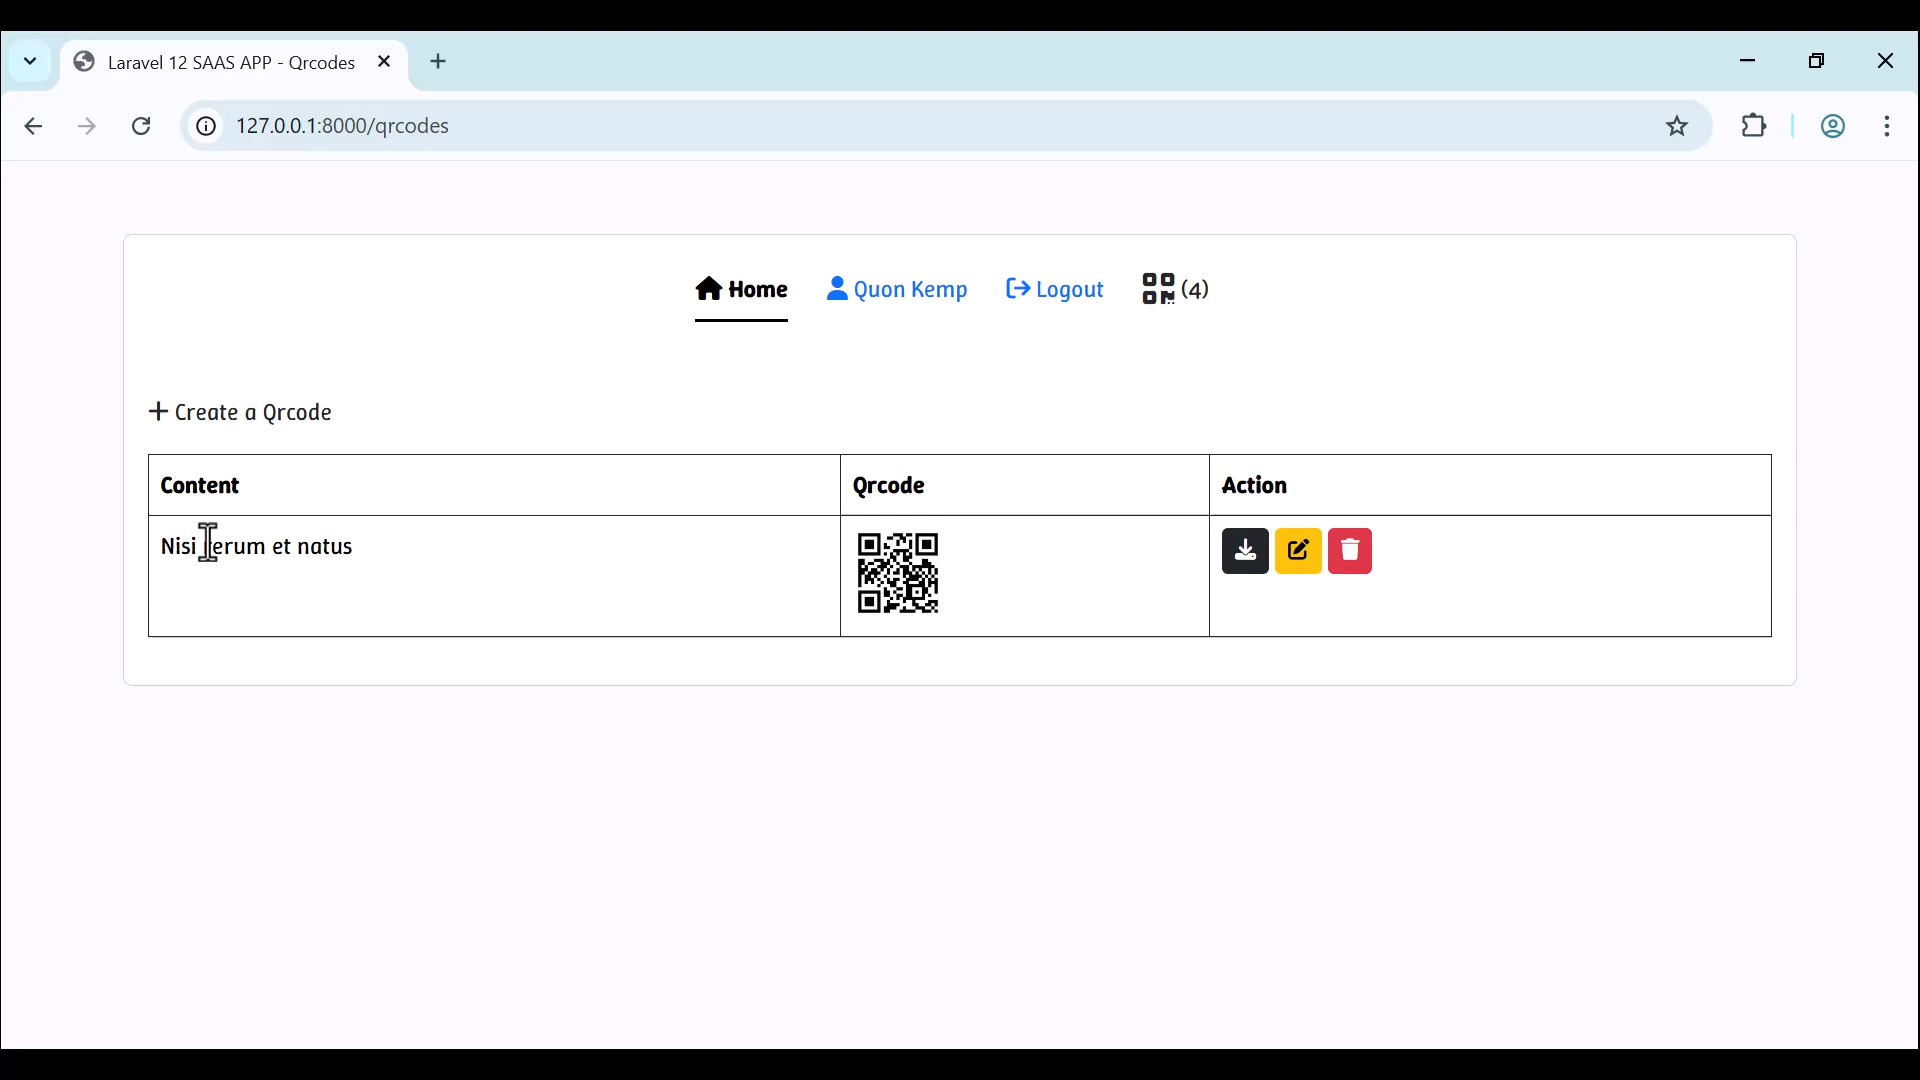 Laravel 12 SAAS APP - Qrcodes
127.0.0.1:8000/qrcodes
Home Quon Kemp Logout (4)
+ Create a Qrcode
Content Qrcode Action
Nisi rerum et natus